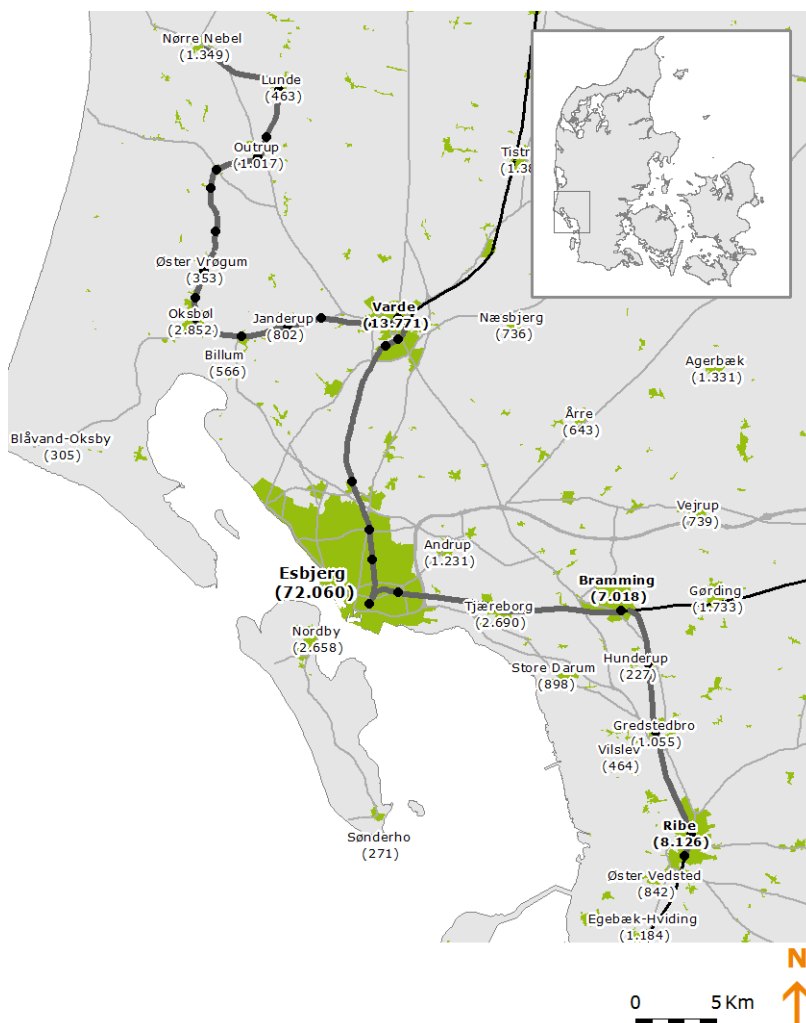 Nørre Nebel
(1.349)
Lunde
(463)
Outrup
(1.017)
Tistr
(1.38
Øster Vrøgum
(353)
Oksbøl
(2.852)
Janderup
(802)
Varde
(13.771)
Næsbjerg
(736)
Billum
(566)
Agerbæk
(1.331)
Årre
(643)
Blåvand-Oksby
(305)
Vejrup
(739)
Andrup
(1.231)
Esbjerg
(72.060)
Bramming
(7.018)
Gørding
(1.733)
Tjæreborg
(2.690)
Nordby
(2.658)
Hunderup
(227)
Store Darum
(898)
Gredstedbro
(1.055)
Vilslev
(464)
Sønderho
(271)
Ribe
(8.126)
Øster Vedsted
(842)
Egebæk-Hviding
(1.184)
N
0 5 Km